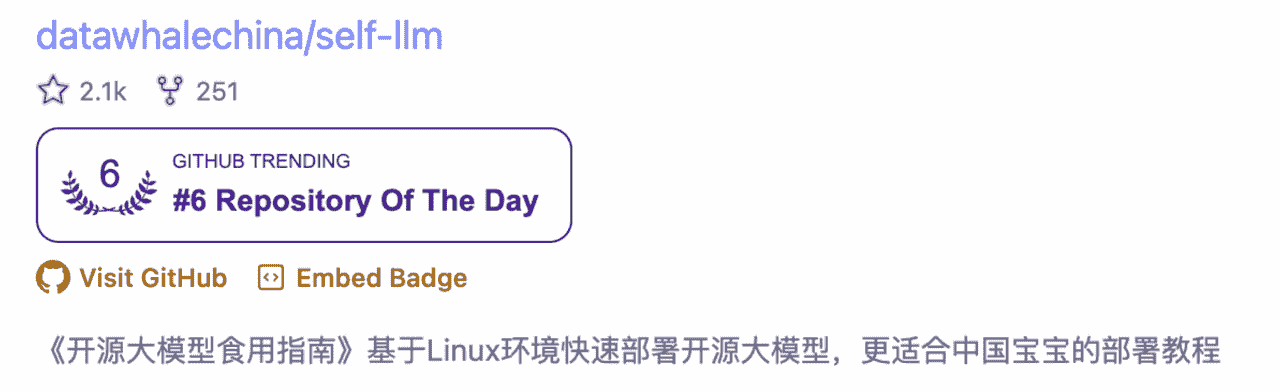 datawhalechina/self-llm
2.1k 251
6
GITHUB TRENDING
#6 Repository Of The Day
Visit GitHub Embed Badge
《开源大模型食用指南》基于Linux环境快速部署开源大模型，更适合中国宝宝的部署教程